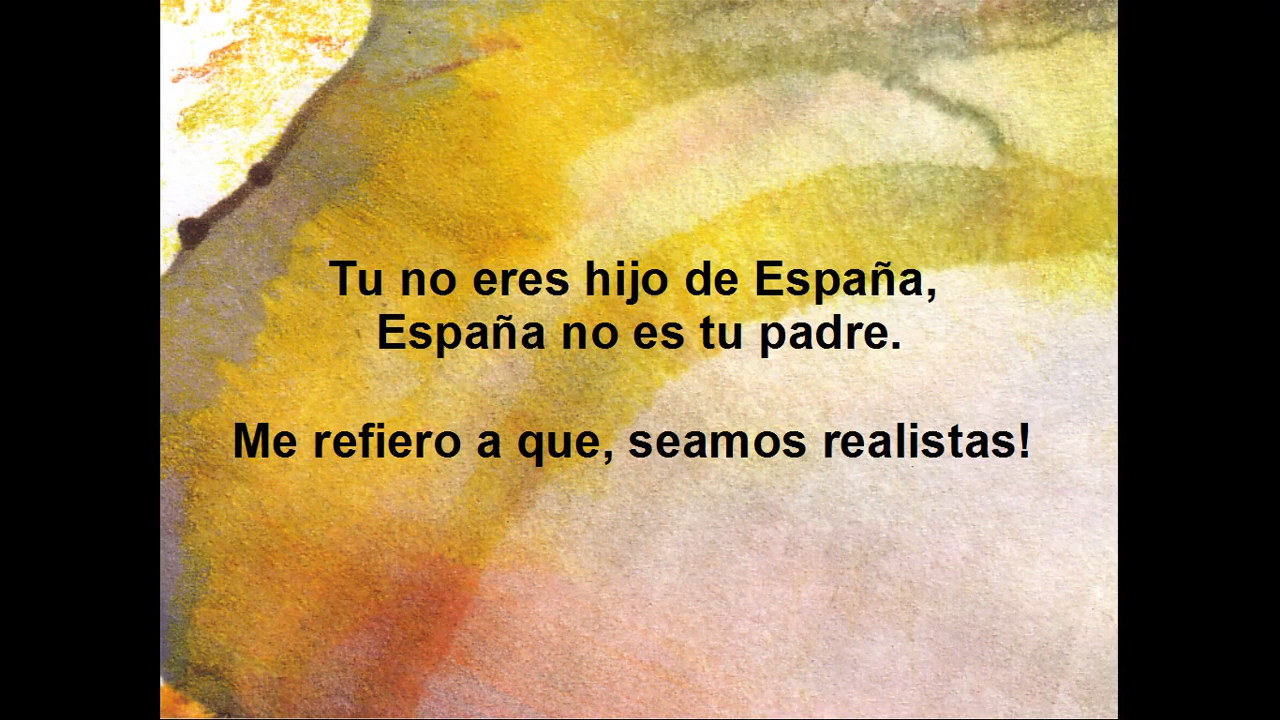 Tu no eres hijo de España,
España no es tu padre.
Me refiero a que, seamos realistas!